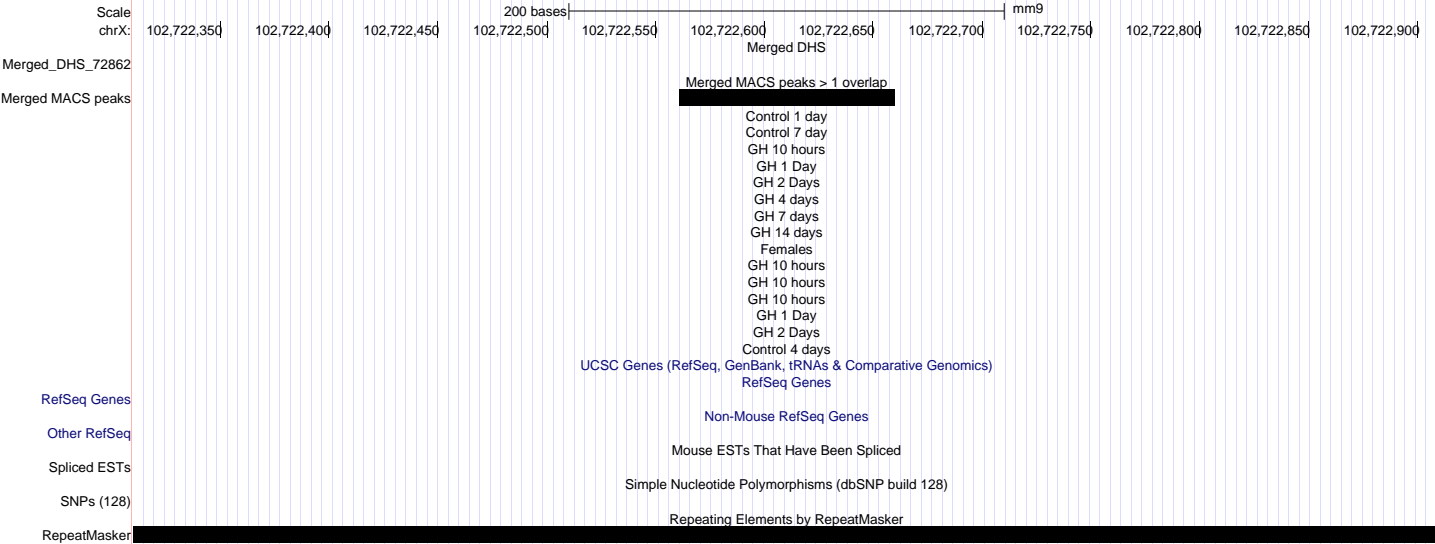 Scale 200 bases mm9
chrX: 102,722,350 102,722,400 102,722,450 102,722,500 102,722,550 102,722,600 102,722,650 102,722,700 102,722,750 102,722,800 102,722,850 102,722,900
Merged DHS
Merged_DHS_72862
Merged MACS peaks > 1 overlap
Merged MACS peaks
Control 1 day
Control 7 day
GH 10 hours
GH 1 Day
GH 2 Days
GH 4 days
GH 7 days
GH 14 days
Females
GH 10 hours
GH 10 hours
GH 10 hours
GH 1 Day
GH 2 Days
Control 4 days
UCSC Genes (RefSeq, GenBank, tRNAs & Comparative Genomics)
RefSeq Genes
RefSeq Genes
Non-Mouse RefSeq Genes
Other RefSeq
Mouse ESTs That Have Been Spliced
Spliced ESTs
Simple Nucleotide Polymorphisms (dbSNP build 128)
SNPs (128)
Repeating Elements by RepeatMasker
RepeatMasker